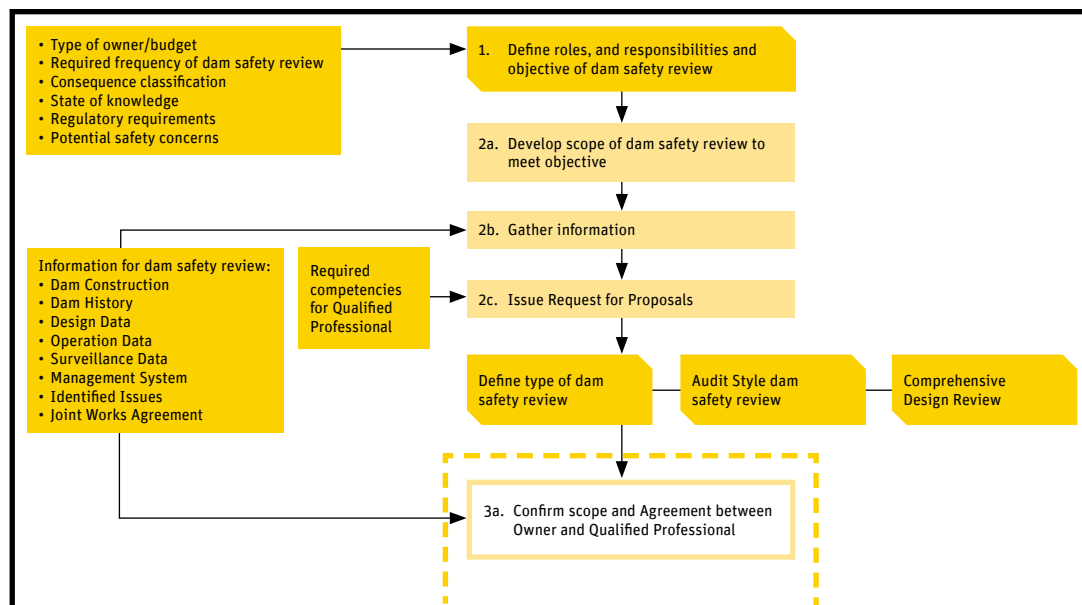 • Type of owner/budget
• Required frequency of dam safety review
• Consequence classification
• State of knowledge
• Regulatory requirements
• Potential safety concerns
1. Define roles, and responsibilities and
objective of dam safety review
2a. Develop scope of dam safety review to
meet objective
2b. Gather information
Information for dam safety review:
• Dam Construction
• Dam History
• Design Data
• Operation Data
• Surveillance Data
• Management System
• Identified Issues
• Joint Works Agreement
Required
competencies
for Qualified
Professional
2c. Issue Request for Proposals
Define type of dam
safety review
Audit Style dam
safety review
Comprehensive
Design Review
3a. Confirm scope and Agreement between
Owner and Qualified Professional